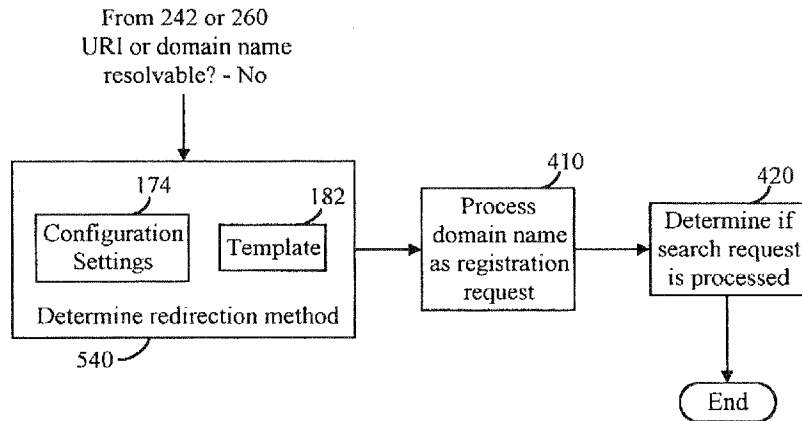 From 242 or 260
URI or domain name
resolvable? - No
174
182
Configuration
Settings
Template
Determine redirection method
540
410
Process
domain name
as registration
request
420
Determine if
search request
is processed
End